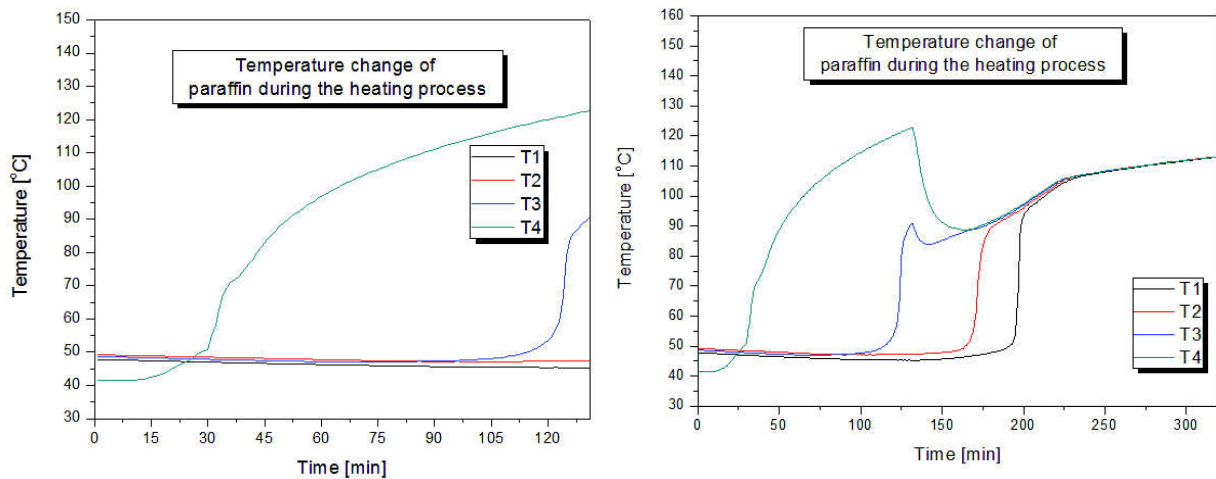 150
140
130
120
110
100
90
80
70
60
50
40
30
Temperature [°C]
Temperature change of
paraffin during the heating process
T1
T2
T3
T4
0
15
30
45
60
75
90
105
120
Time [min]
160
150
140
130
120
110
100
90
80
70
60
50
40
30
Temperature [°C]
Temperature change of
paraffin during the heating process
T1
T2
T3
T4
0
50
100
150
200
250
300
Time [min]